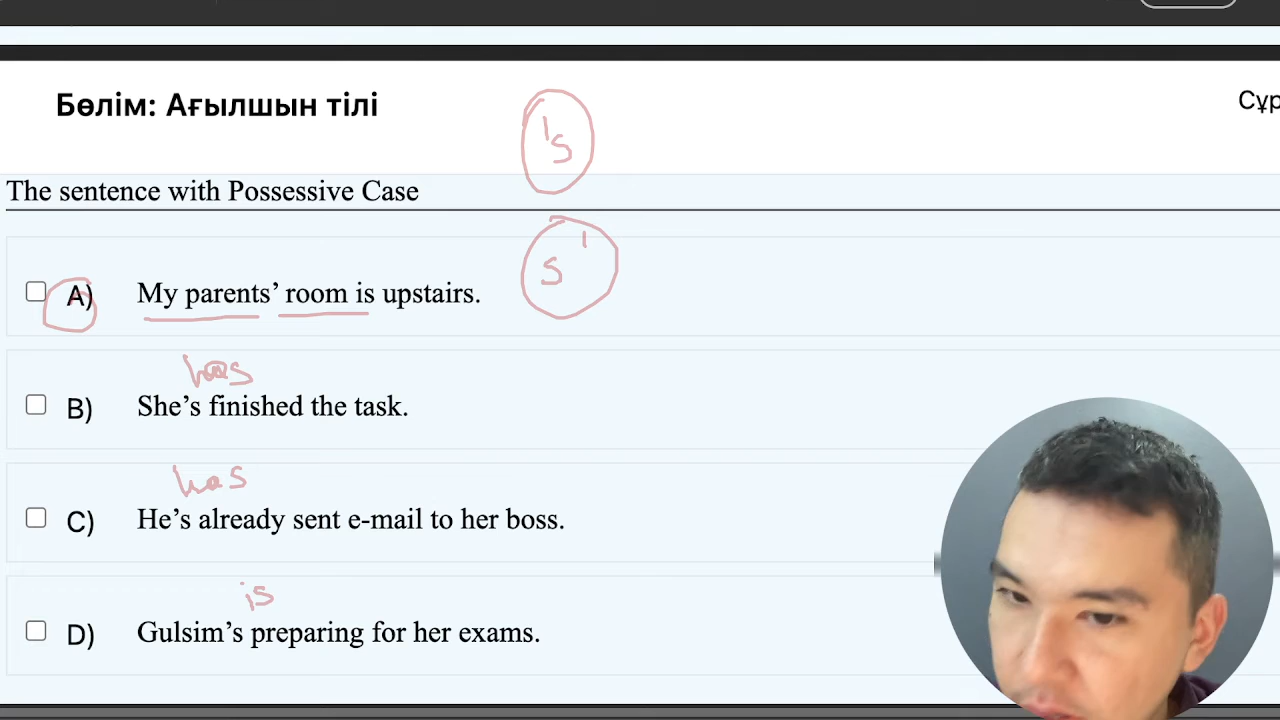 Бөлім: Ағылшын тілі
Сұр
's
The sentence with Possessive Case
s'
A) My parents’ room is upstairs.
has
B) She’s finished the task.
has
C) He’s already sent e-mail to her boss.
is
D) Gulsim’s preparing for her exams.